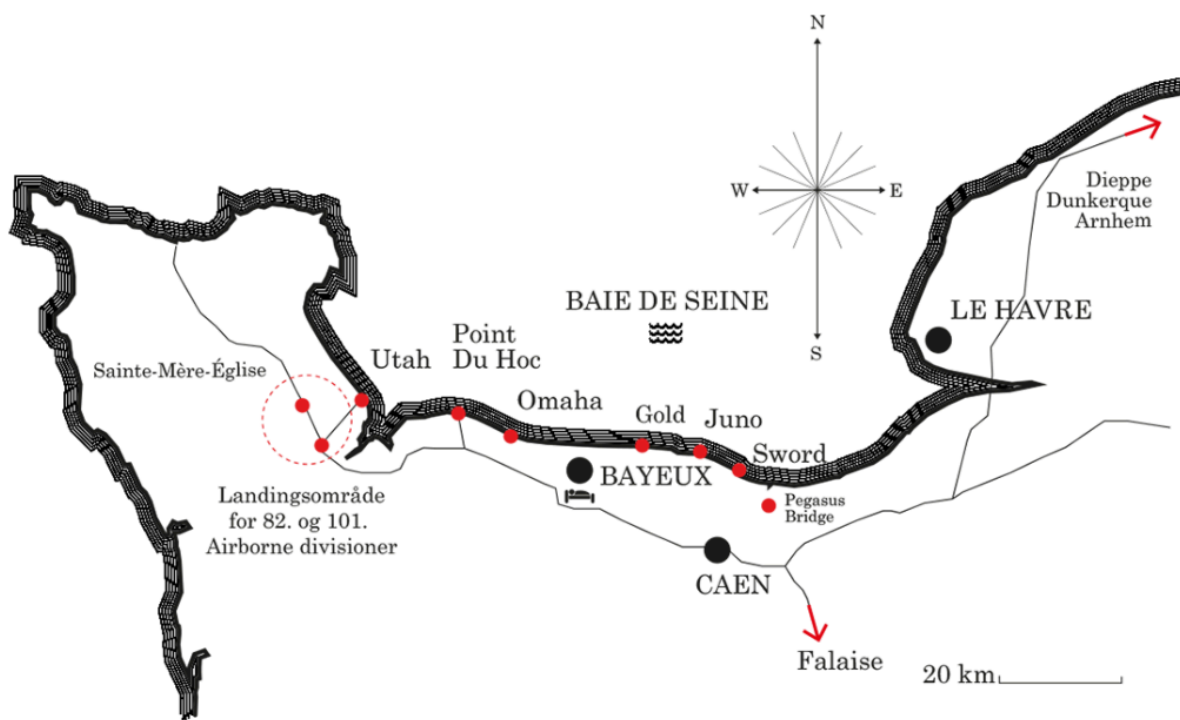 N
W
E
S
Dieppe
Dunkerque
Arnhem
BAIE DE SEINE
LE HAVRE
Point
Du Hoc
Utah
Sainte-Mère-Église
Omaha
Gold
Juno
Sword
BAYEUX
Pegasus
Bridge
Landingsområde
for 82. og 101.
Airborne divisioner
CAEN
Falaise
20 km